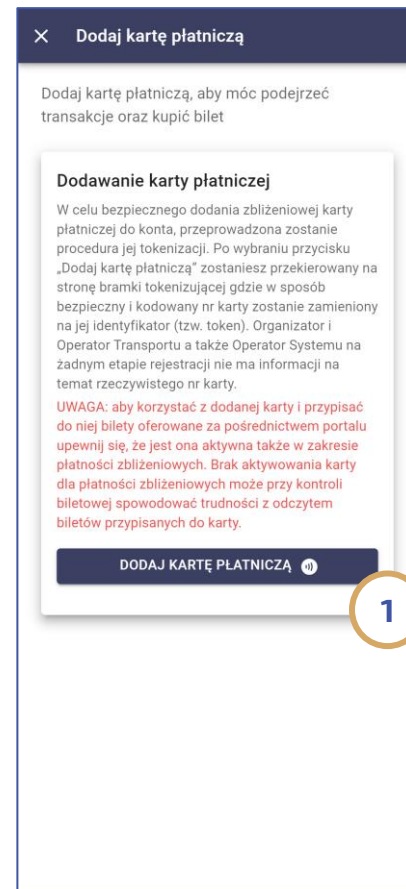 Dodaj kartę płatniczą
Dodaj kartę płatniczą, aby móc podejrzeć
transakcje oraz kupić bilet
Dodawanie karty płatniczej
W celu bezpiecznego dodania zbliżeniowej karty
płatniczej do konta, przeprowadzona zostanie
procedura jej tokenizacji. Po wybraniu przycisku
„Dodaj kartę płatniczą” zostaniesz przekierowany na
stronę bramki tokenizującej gdzie w sposób
bezpieczny i kodowany nr karty zostanie zamieniony
na jej identyfikator (tzw. token). Organizator i
Operator Transportu a także Operator Systemu na
żadnym etapie rejestracji nie ma informacji na
temat rzeczywistego nr karty.
UWAGA: aby korzystać z dodanej karty i przypisać
do niej bilety oferowane za pośrednictwem portalu
upewnij się, że jest ona aktywna także w zakresie
płatności zbliżeniowych. Brak aktywowania karty
dla płatności zbliżeniowych może przy kontroli
biletowej spowodować trudności z odczytem
biletów przypisanych do karty.
DODAJ KARTĘ PŁATNICZĄ
1